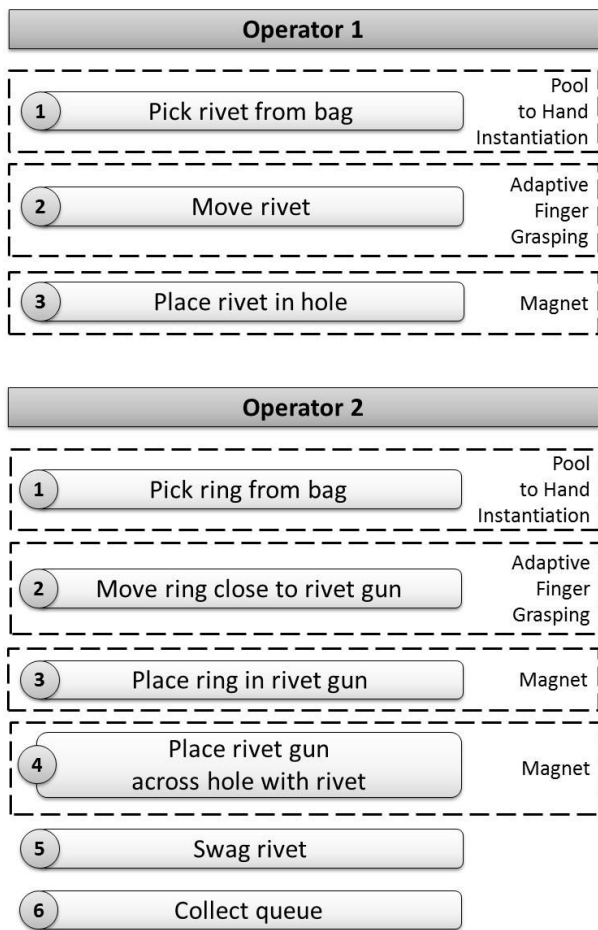 Operator 1
1
Pick rivet from bag
Pool
to Hand
Instantiation
2
Move rivet
Adaptive
Finger
Grasping
3
Place rivet in hole
Magnet
Operator 2
1
Pick ring from bag
Pool
to Hand
Instantiation
2
Move ring close to rivet gun
Adaptive
Finger
Grasping
3
Place ring in rivet gun
Magnet
4
Place rivet gun
across hole with rivet
Magnet
5
Swag rivet
6
Collect queue